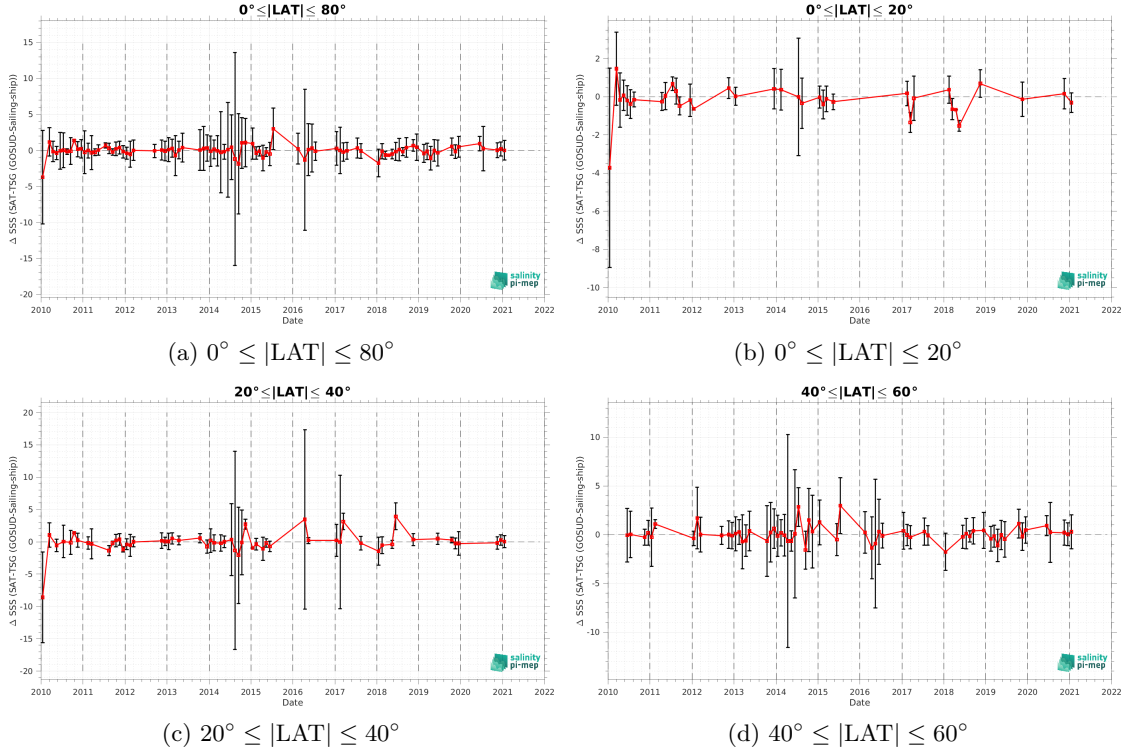 0°≤|LAT|≤ 80°
Δ SSS (SAT-TSG (GOSUD-Sailing-ship))
15
10
5
0
-5
-10
-15
-20
2010 2011 2012 2013 2014 2015 2016 2017 2018 2019 2020 2021 2022
Date
salinity
pi-mep
(a) 0° ≤ |LAT| ≤ 80°
0°≤|LAT|≤ 20°
Δ SSS (SAT-TSG (GOSUD-Sailing-ship))
2
0
-2
-4
-6
-8
-10
2010 2011 2012 2013 2014 2015 2016 2017 2018 2019 2020 2021 2022
Date
salinity
pi-mep
(b) 0° ≤ |LAT| ≤ 20°
20°≤|LAT|≤ 40°
Δ SSS (SAT-TSG (GOSUD-Sailing-ship))
20
15
10
5
0
-5
-10
-15
-20
2010 2011 2012 2013 2014 2015 2016 2017 2018 2019 2020 2021 2022
Date
salinity
pi-mep
(c) 20° ≤ |LAT| ≤ 40°
40°≤|LAT|≤ 60°
Δ SSS (SAT-TSG (GOSUD-Sailing-ship))
10
5
0
-5
-10
2010 2011 2012 2013 2014 2015 2016 2017 2018 2019 2020 2021 2022
Date
salinity
pi-mep
(d) 40° ≤ |LAT| ≤ 60°